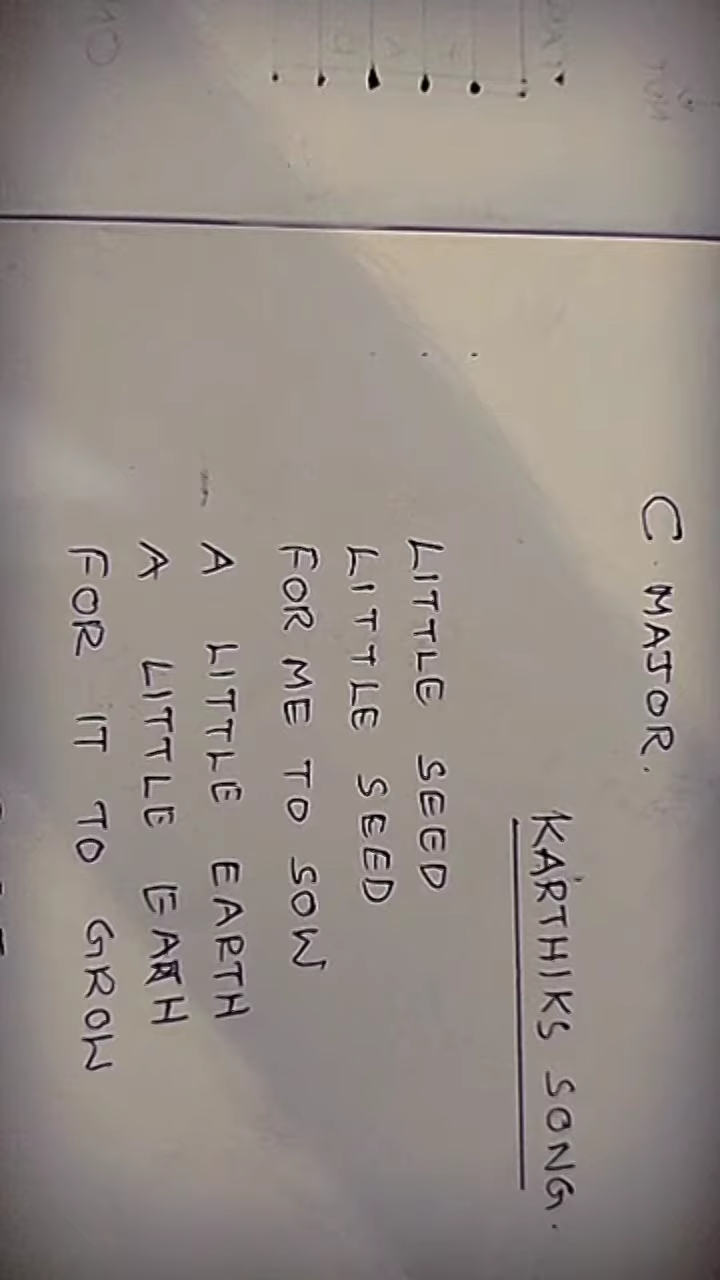 C. MAJOR.
KARTHIKS SONG.
LITTLE SEED
LITTLE SEED
FOR ME TO SOW
A LITTLE EARTH
A LITTLE EARTH
FOR IT TO GROW